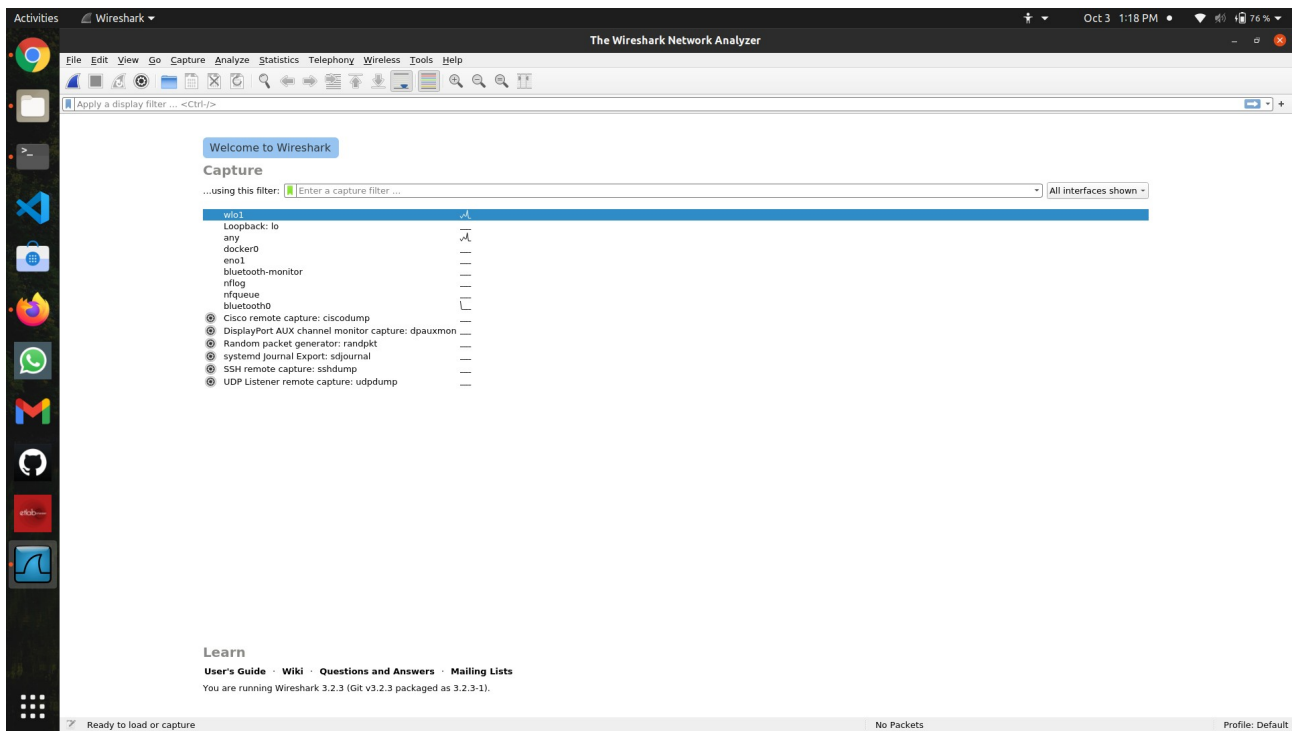 Activities Wireshark Oct 3 1:18 PM 76 %
The Wireshark Network Analyzer
File Edit View Go Capture Analyze Statistics Telephony Wireless Tools Help
Apply a display filter ... <Ctrl-/> +
Welcome to Wireshark
Capture
...using this filter: Enter a capture filter ... All interfaces shown
wlo1
Loopback: lo
any
docker0
eno1
bluetooth-monitor
nflog
nfqueue
bluetooth0
Cisco remote capture: ciscodump
DisplayPort AUX channel monitor capture: dpauxmon
Random packet generator: randpkt
systemd Journal Export: sdjournal
SSH remote capture: sshdump
UDP Listener remote capture: udpdump
Learn
User's Guide · Wiki · Questions and Answers · Mailing Lists
You are running Wireshark 3.2.3 (Git v3.2.3 packaged as 3.2.3-1).
Ready to load or capture No Packets Profile: Default